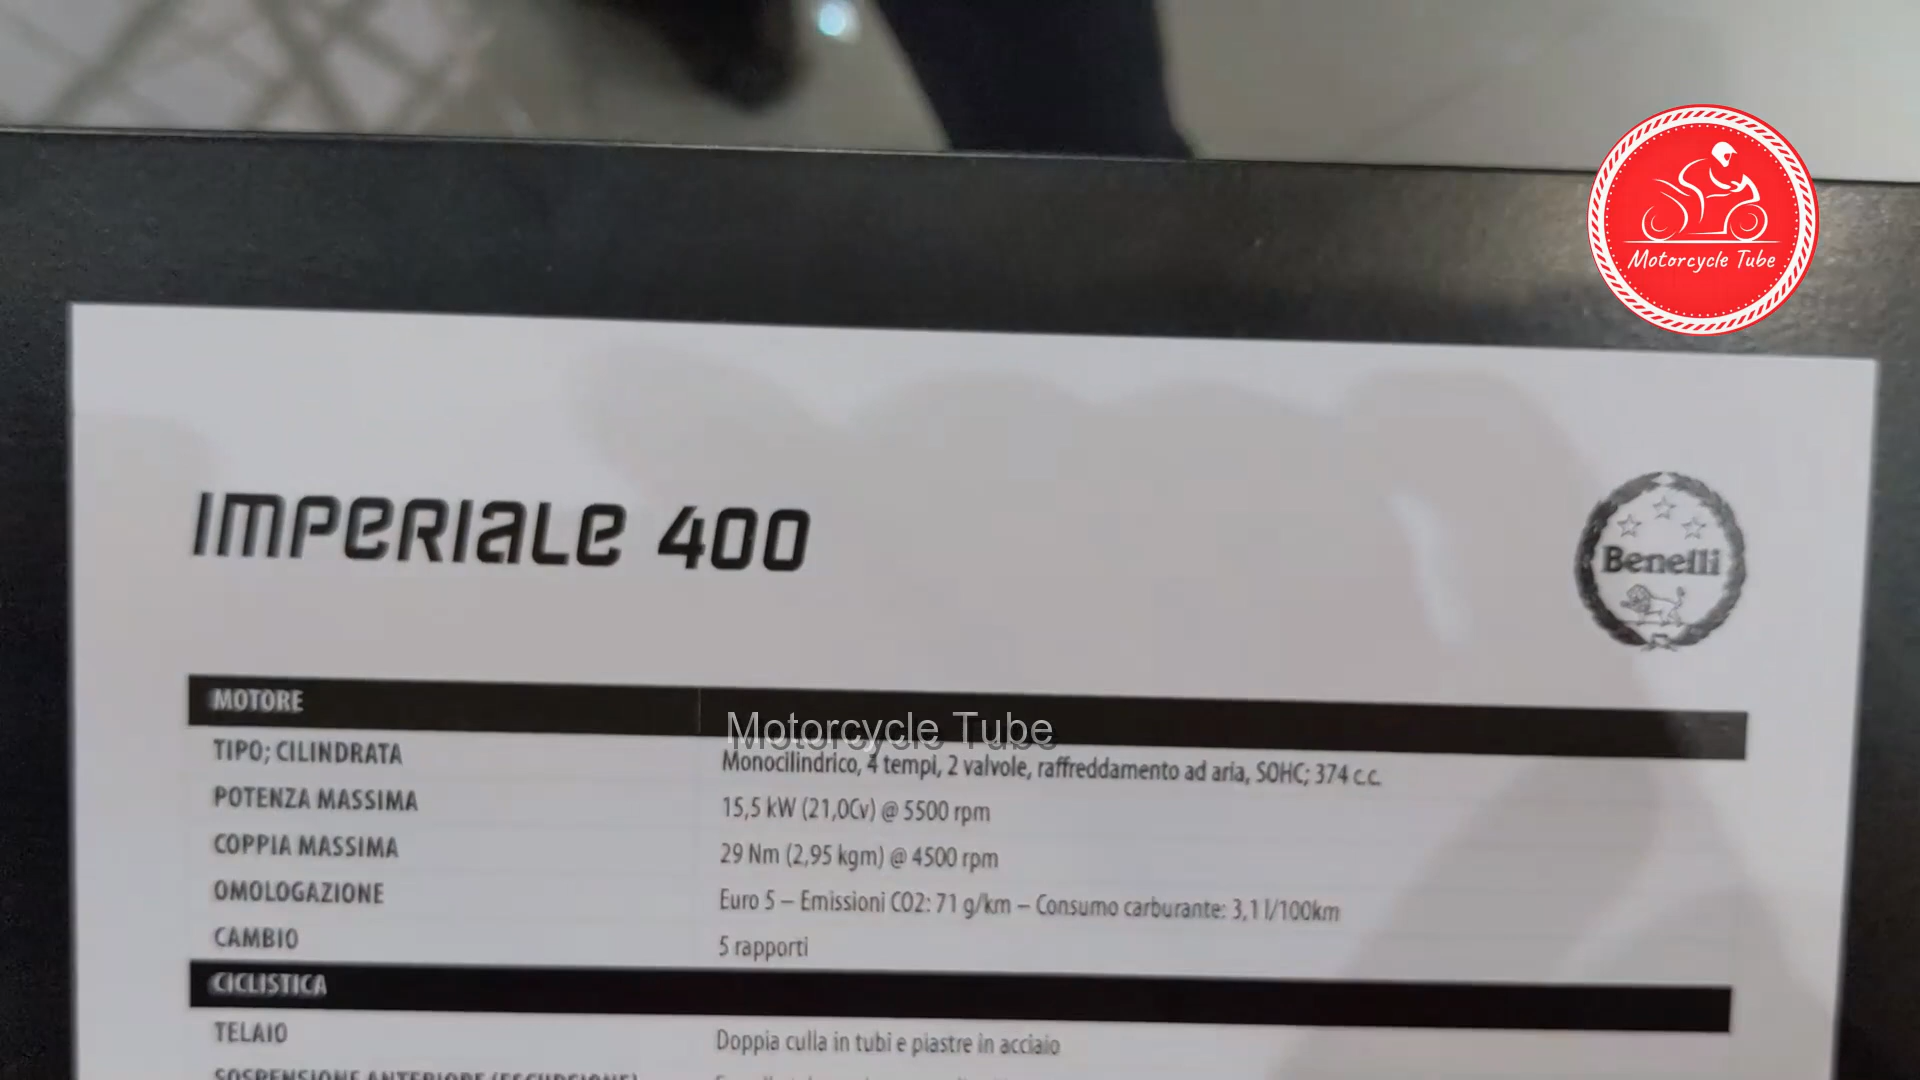 Motorcycle Tube
IMPERIALE 400
Benelli
MOTORE
Motorcycle Tube
TIPO; CILINDRATA Monocilindrico, 4 tempi, 2 valvole, raffreddamento ad aria, SOHC; 374 c.c.
POTENZA MASSIMA 15,5 kW (21,0Cv) @ 5500 rpm
COPPIA MASSIMA 29 Nm (2,95 kgm) @ 4500 rpm
OMOLOGAZIONE Euro 5 – Emissioni CO2: 71 g/km – Consumo carburante: 3,1 l/100km
CAMBIO 5 rapporti
CICLISTICA
TELAIO Doppia culla in tubi e piastre in acciaio
SOSPENSIONE ANTERIORE (ESCURSIONE)